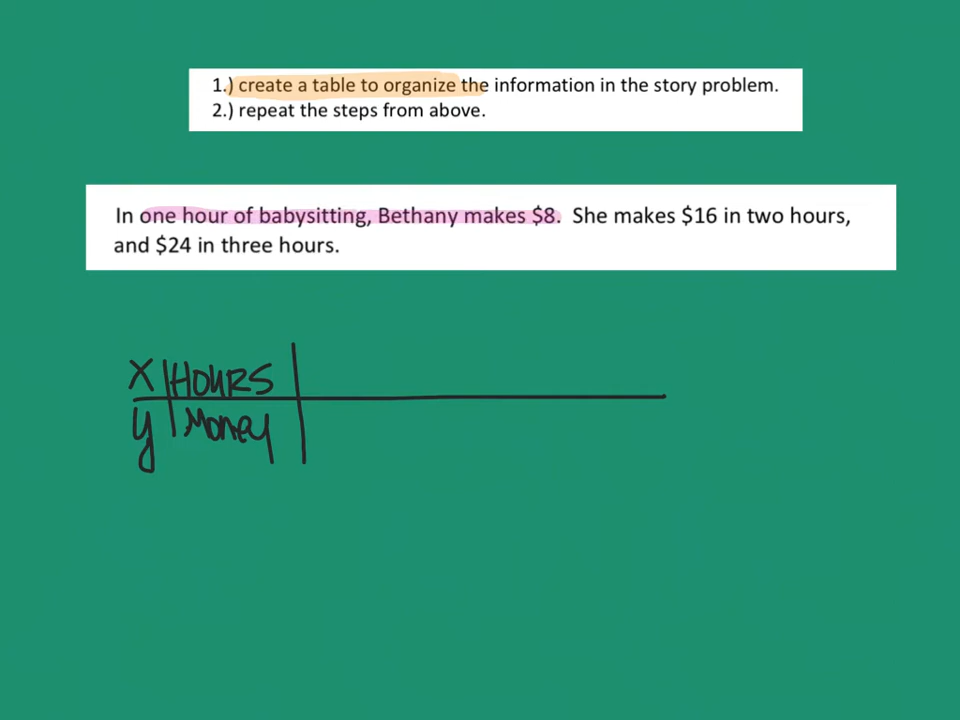 1.) create a table to organize the information in the story problem.
2.) repeat the steps from above.
In one hour of babysitting, Bethany makes $8. She makes $16 in two hours,
and $24 in three hours.
X HOURS
y Money